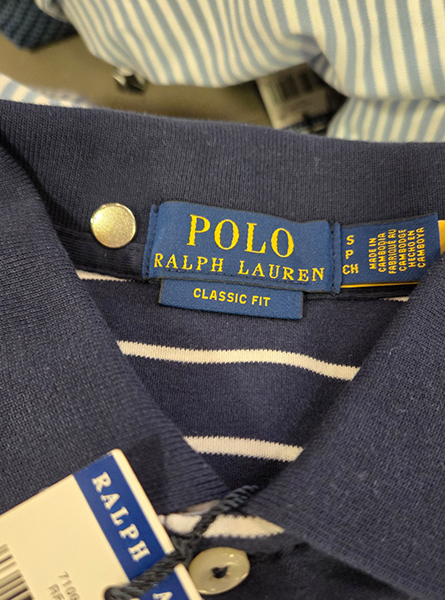 POLO
RALPH LAUREN
CLASSIC FIT
S
P
CH
MADE IN
CAMBODIA
FABRIQUÉ AU
CAMBODGE
HECHO EN
CAMBOYA
RALPH